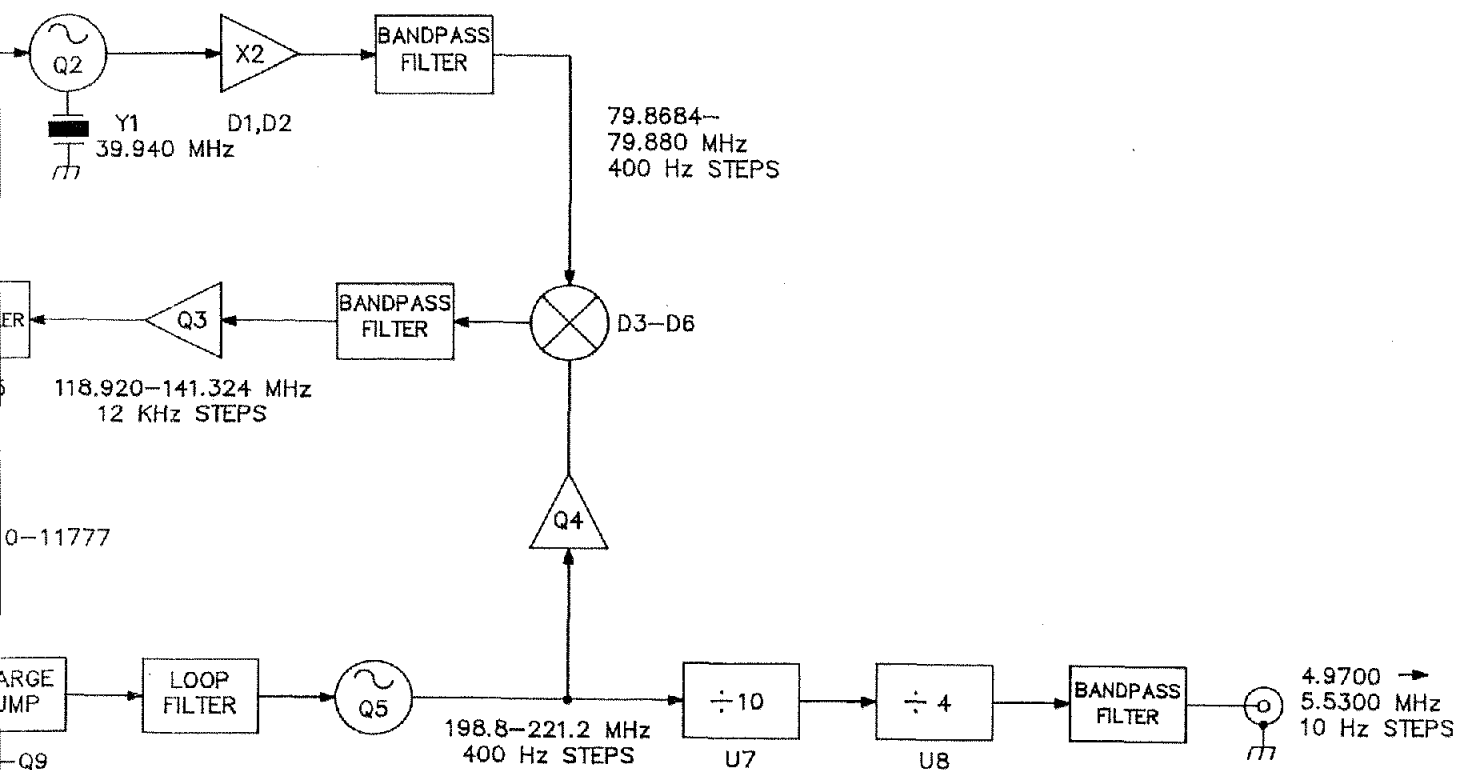 Q2
X2
BANDPASS
FILTER
Y1
39.940 MHz
D1,D2
79.8684–
79.880 MHz
400 Hz STEPS
ER
Q3
BANDPASS
FILTER
D3–D6
118.920–141.324 MHz
12 KHz STEPS
Q4
0–11777
ARGE
UMP
LOOP
FILTER
Q5
198.8–221.2 MHz
400 Hz STEPS
÷10
÷ 4
BANDPASS
FILTER
4.9700 →
5.5300 MHz
10 Hz STEPS
–Q9
U7
U8